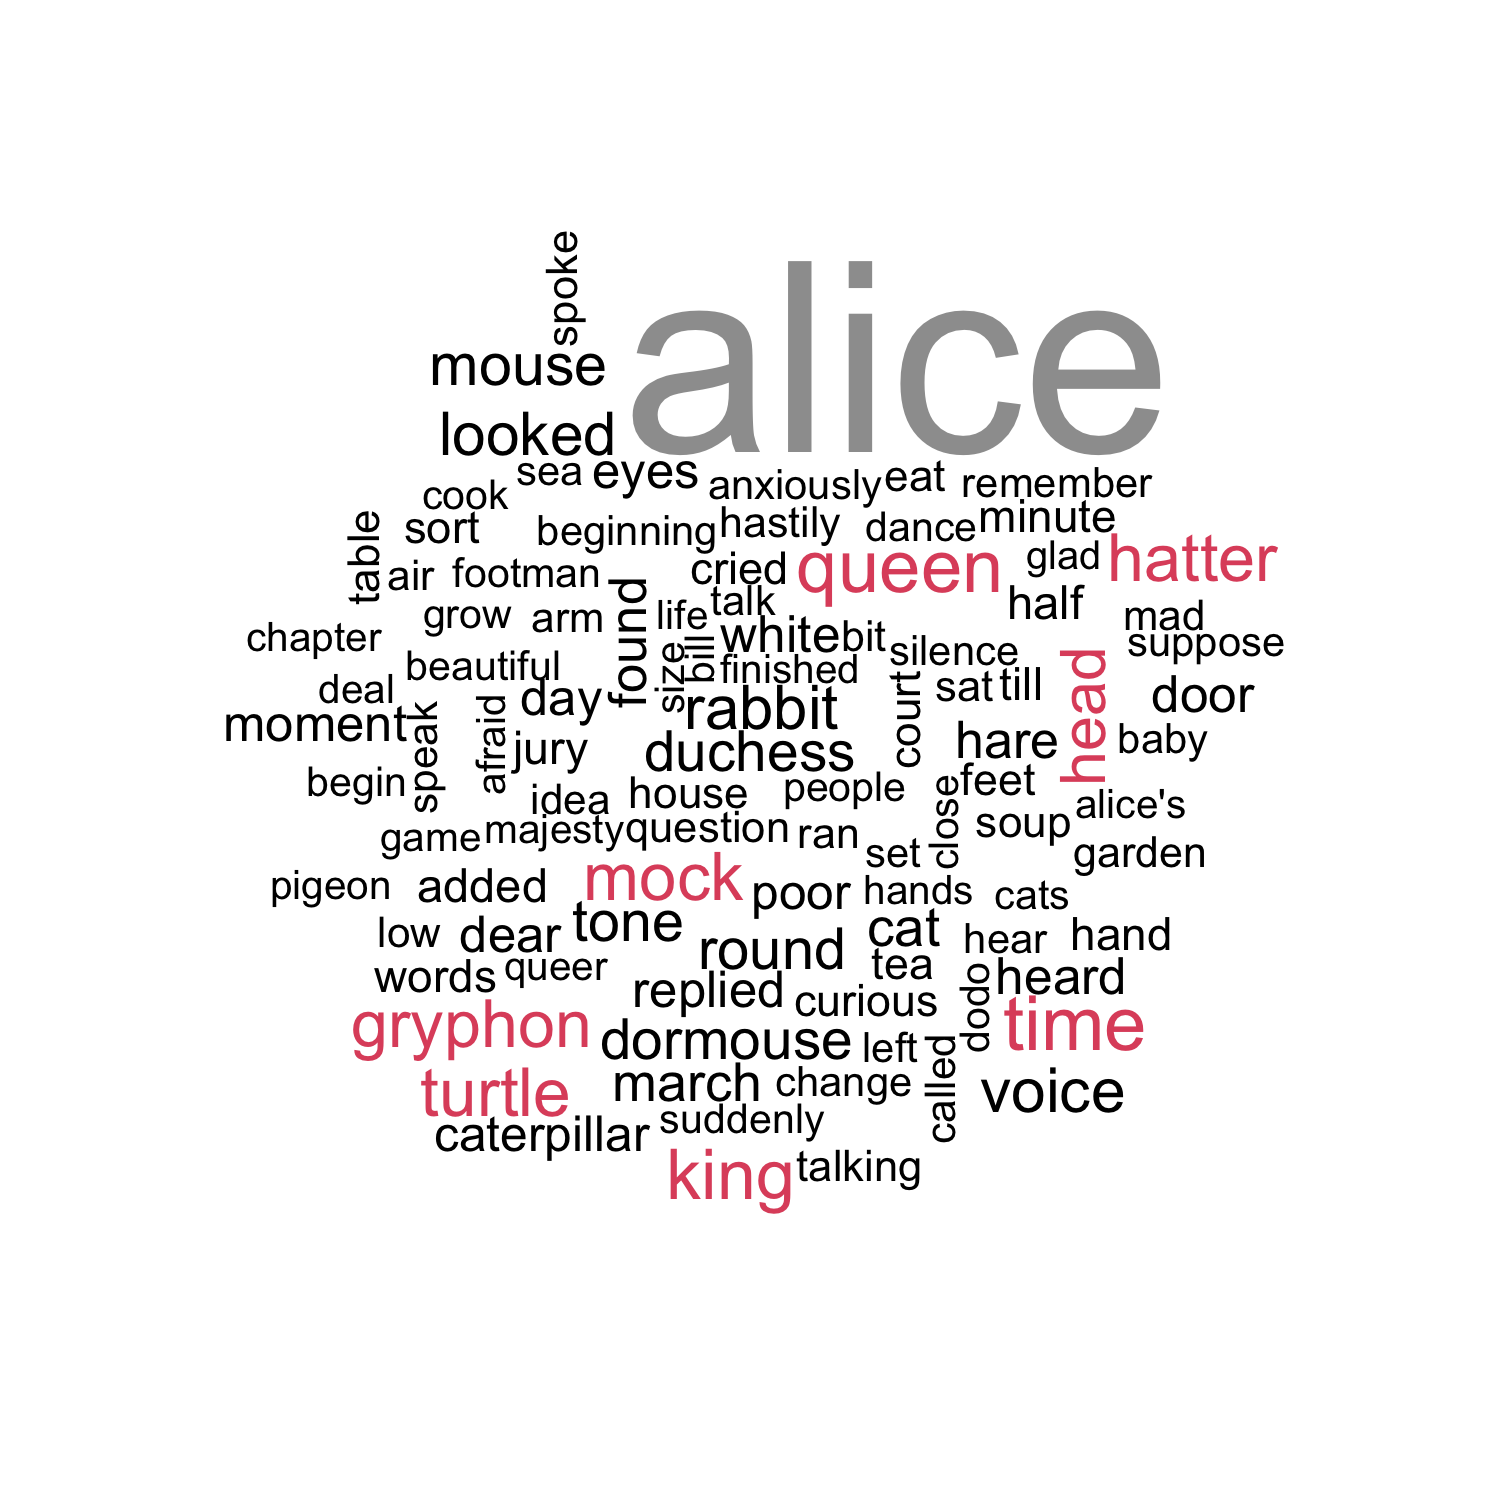 spoke
alice
mouse
looked
sea
eyes
anxiously
eat
remember
cook
sort
beginning
hastily
dance
minute
table
air
footman
cried
queen
glad
hatter
grow
arm
found
life
talk
half
mad
chapter
white
bit
silence
suppose
beautiful
size
bill
finished
deal
day
rabbit
court
sat
till
head
door
moment
speak
afraid
jury
duchess
hare
baby
begin
idea
house
people
close
feet
alice's
game
majesty
question
ran
set
soup
garden
pigeon
added
mock
poor
hands
cats
low
dear
tone
round
cat
hear
hand
words
queer
replied
curious
tea
dodo
heard
gryphon
dormouse
left
called
time
turtle
march
change
voice
caterpillar
suddenly
king
talking